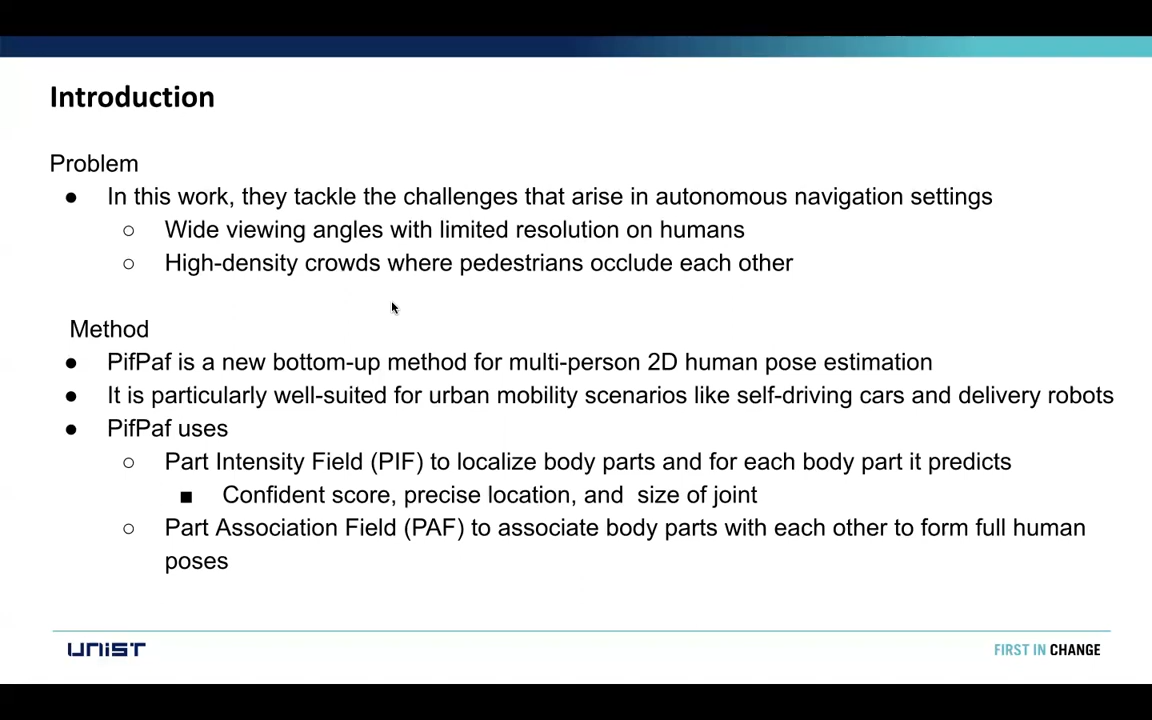 Introduction
Problem
● In this work, they tackle the challenges that arise in autonomous navigation settings
○ Wide viewing angles with limited resolution on humans
○ High-density crowds where pedestrians occlude each other
Method
● PifPaf is a new bottom-up method for multi-person 2D human pose estimation
● It is particularly well-suited for urban mobility scenarios like self-driving cars and delivery robots
● PifPaf uses
○ Part Intensity Field (PIF) to localize body parts and for each body part it predicts
■ Confident score, precise location, and size of joint
○ Part Association Field (PAF) to associate body parts with each other to form full human
poses
UNIST
FIRST IN CHANGE